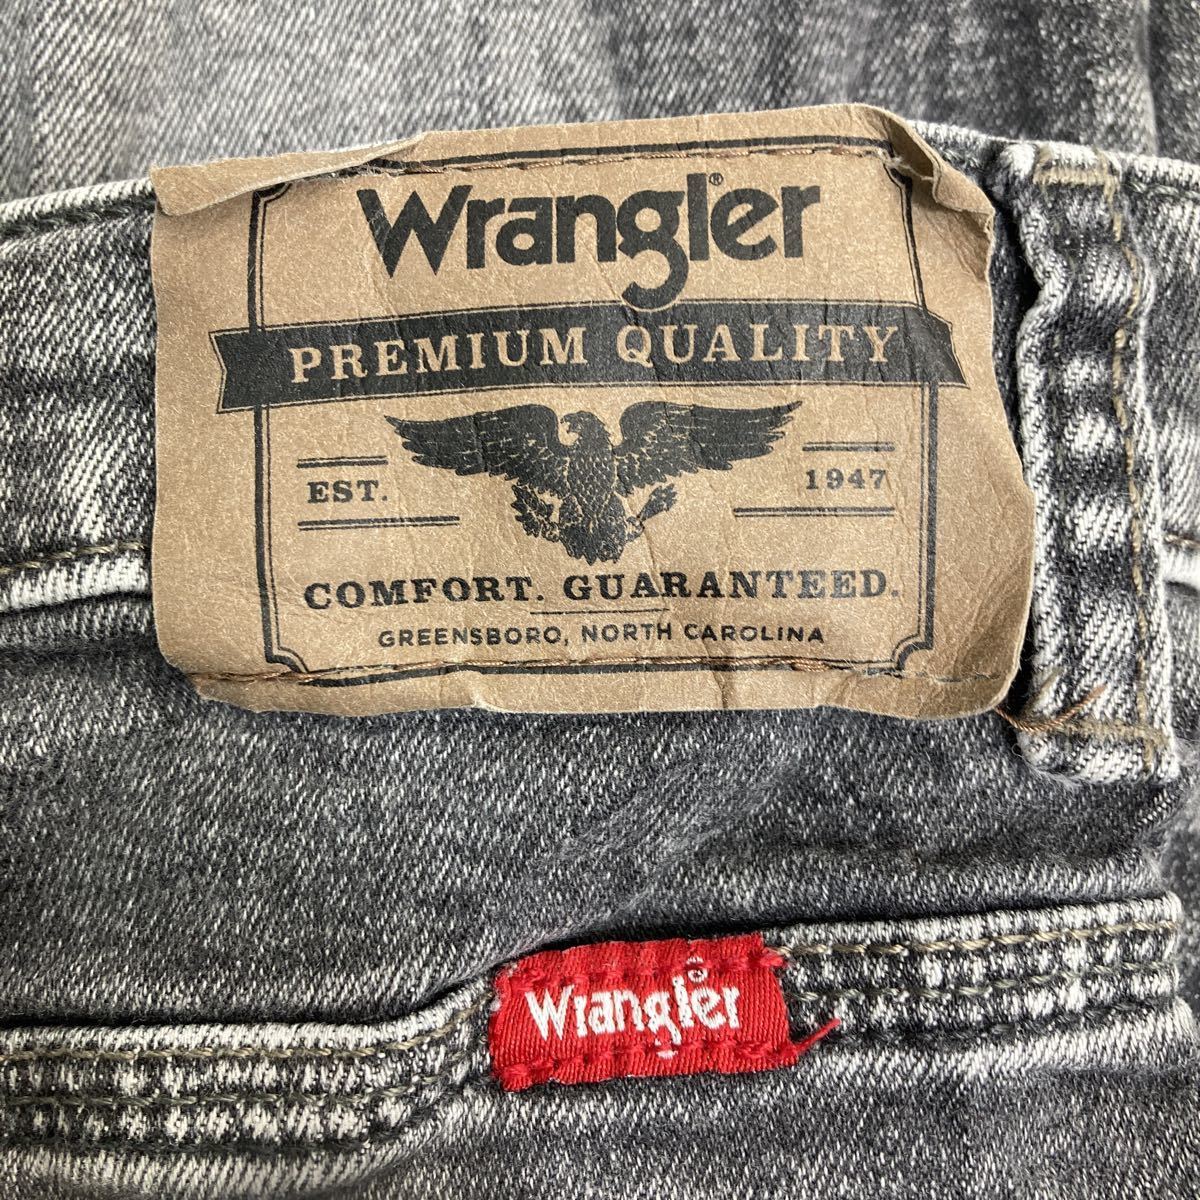 Wrangler®
PREMIUM QUALITY
EST. 1947
COMFORT. GUARANTEED.
GREENSBORO, NORTH CAROLINA
Wrangler®